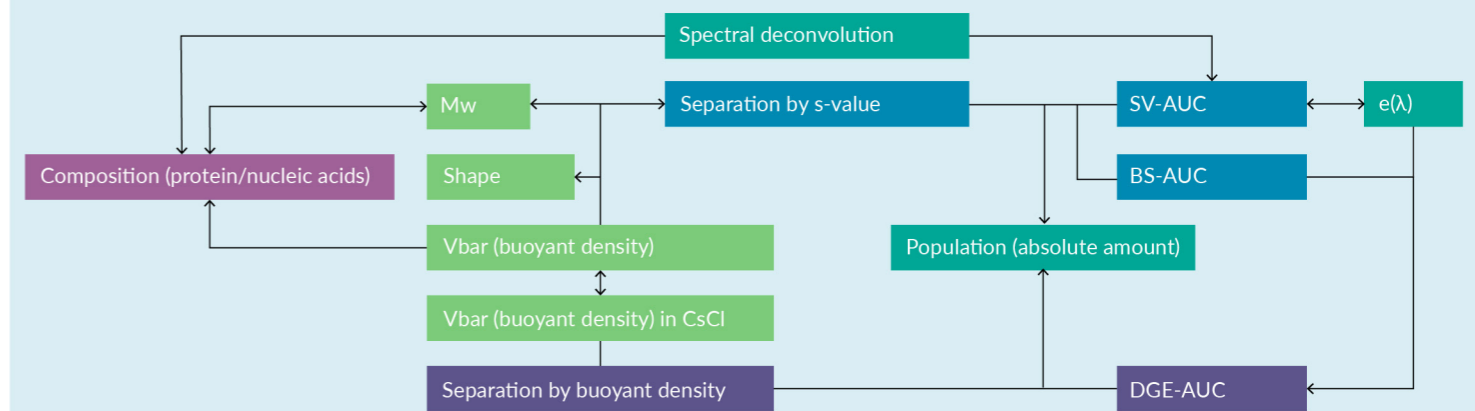 Spectral deconvolution
Mw
Separation by s-value
SV-AUC
e(λ)
Composition (protein/nucleic acids)
Shape
BS-AUC
Vbar (buoyant density)
Population (absolute amount)
Vbar (buoyant density) in CsCl
Separation by buoyant density
DGE-AUC